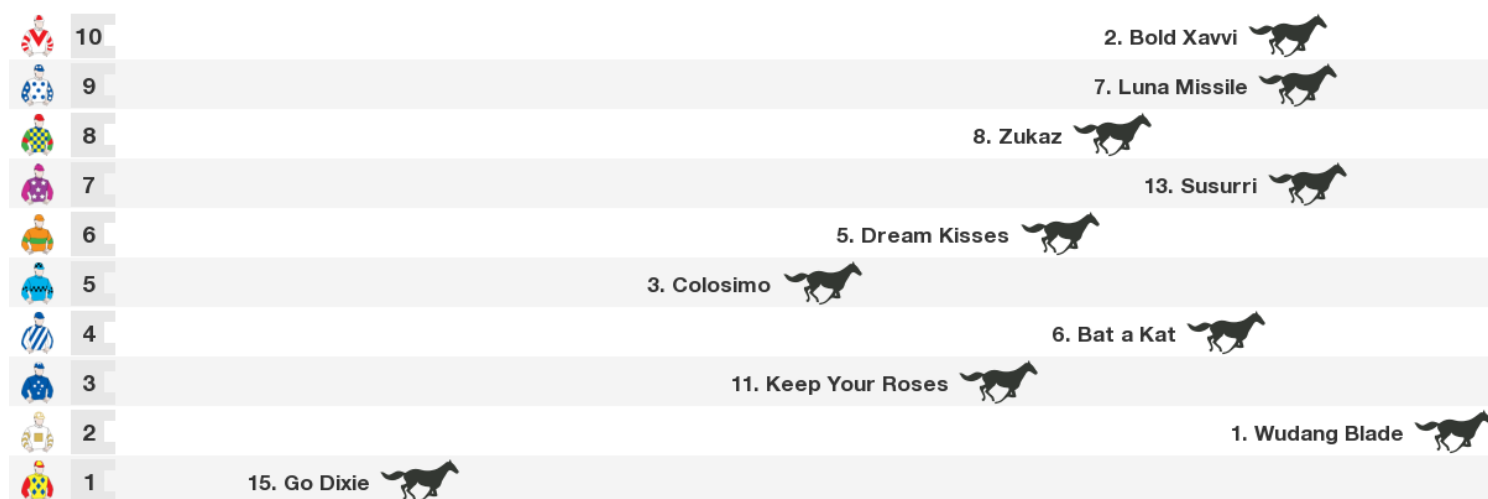 10 2. Bold Xavvi
9 7. Luna Missile
8 8. Zukaz
7 13. Susurri
6 5. Dream Kisses
5 3. Colosimo
4 6. Bat a Kat
3 11. Keep Your Roses
2 1. Wudang Blade
1 15. Go Dixie